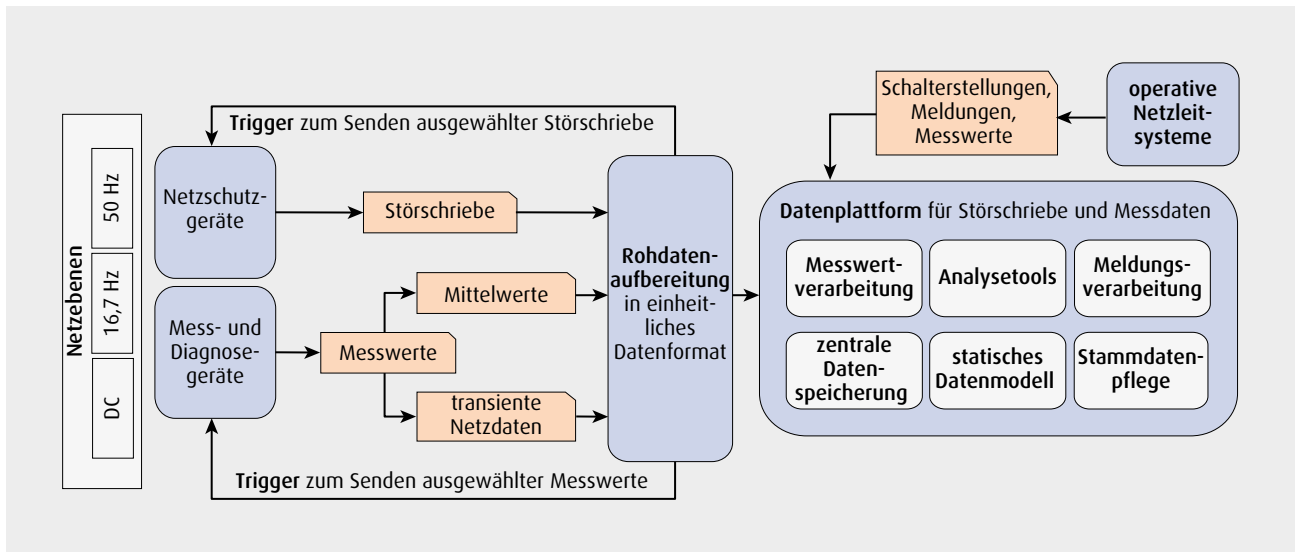 Netzebenen
50 Hz
16,7 Hz
DC
Trigger zum Senden ausgewählter Störschriebe
Netzschutz-
geräte
Störschriebe
Mess- und
Diagnose-
geräte
Messwerte
Mittelwerte
transiente
Netzdaten
Trigger zum Senden ausgewählter Messwerte
Rohdaten-
aufbereitung
in einheit-
liches
Datenformat
Schalterstellungen,
Meldungen,
Messwerte
operative
Netzleit-
systeme
Datenplattform für Störschriebe und Messdaten
Messwert-
verarbeitung
Analysetools
Meldungs-
verarbeitung
zentrale
Daten-
speicherung
statisches
Datenmodell
Stammdaten-
pflege